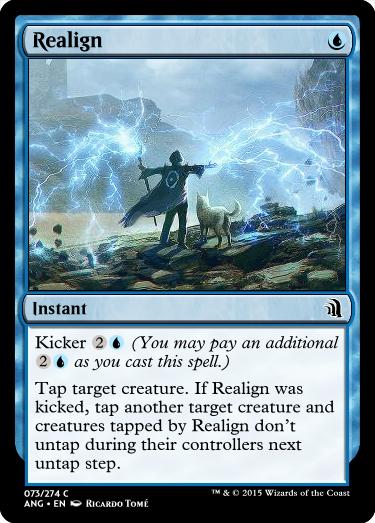 Realign
Instant
Kicker 2 (You may pay an additional
2 as you cast this spell.)
Tap target creature. If Realign was
kicked, tap another target creature and
creatures tapped by Realign don't
untap during their controllers next
untap step.
073/274 C
ANG • EN Ricardo Tomé
™ & © 2015 Wizards of the Coast